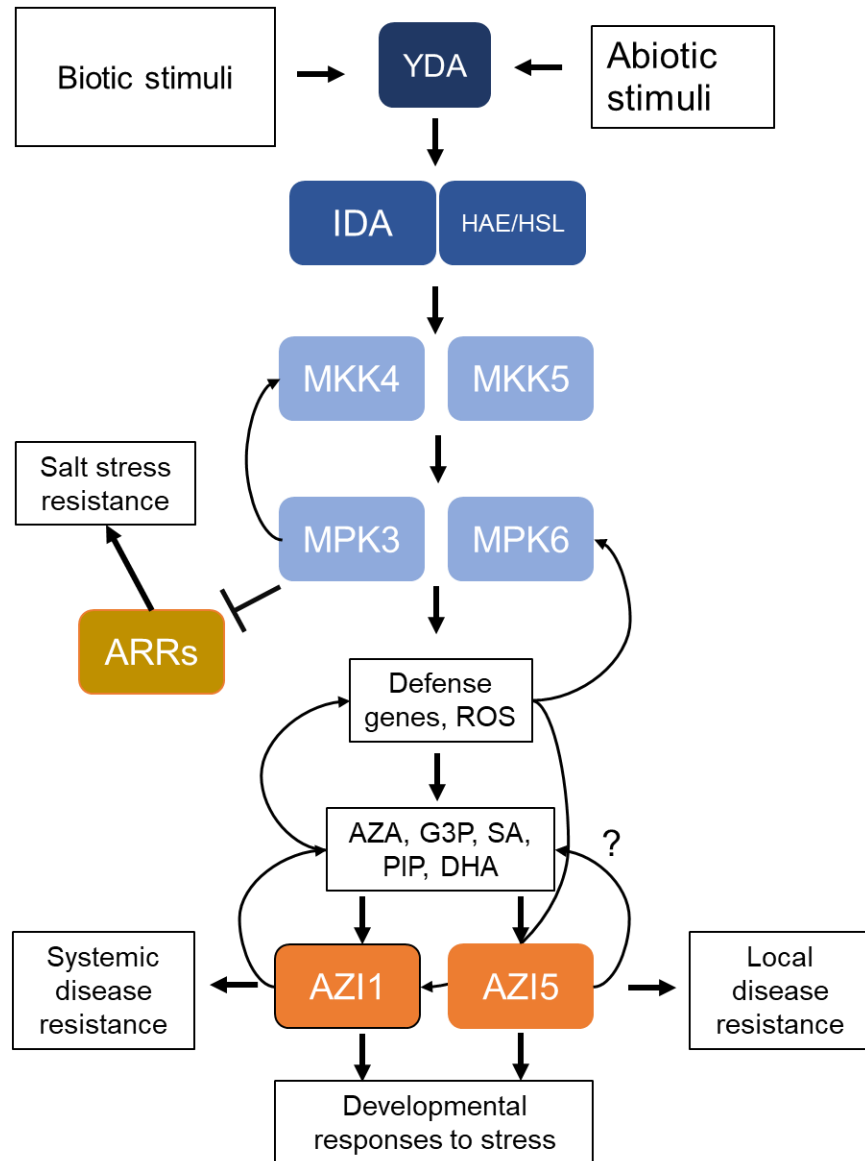 Biotic stimuli
YDA
Abiotic
stimuli
IDA
HAE/HSL
MKK4
MKK5
Salt stress
resistance
MPK3
MPK6
ARRs
Defense
genes, ROS
AZA, G3P, SA,
PIP, DHA
?
Systemic
disease
resistance
AZI1
AZI5
Local
disease
resistance
Developmental
responses to stress